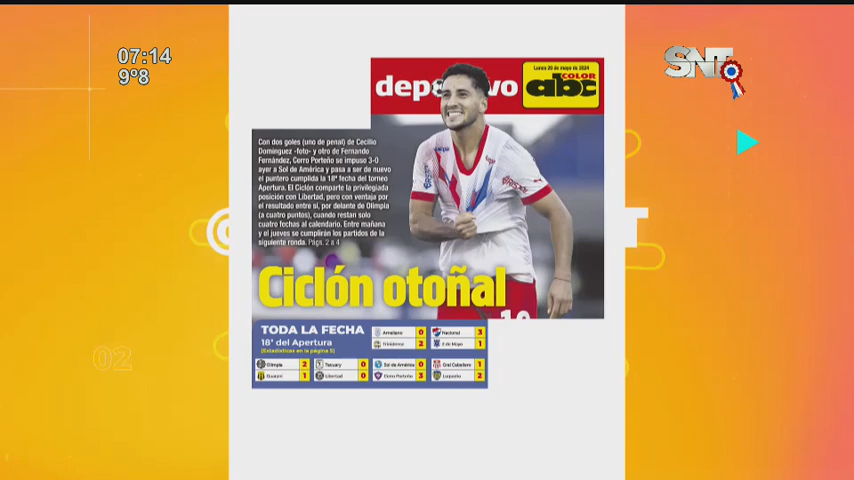 07:14
9º8
SNT
Lunes 20 de mayo de 2024
deportivo
abc
COLOR
Con dos goles (uno de penal) de Cecilio
Domínguez -foto- y otro de Fernando
Fernández, Cerro Porteño se impuso 3-0
ayer a Sol de América y pasa a ser de nuevo
el puntero cumplida la 18ª fecha del torneo
Apertura. El Ciclón comparte la privilegiada
posición con Libertad, pero con ventaja por
el resultado entre sí, por delante de Olimpia
(a cuatro puntos), cuando restan solo
cuatro fechas al calendario. Entre mañana
y el jueves se cumplirán los partidos de la
siguiente ronda. Págs. 2 a 4
Ciclón otoñal
10
TODA LA FECHA
18ª del Apertura
(Estadísticas en la página 5)
Ameliano 0
Trinidense 2
Nacional 3
2 de Mayo 1
Olimpia 2
Guaraní 1
Tacuary 0
Libertad 0
Sol de América 0
Cerro Porteño 3
Gral Caballero 1
Luqueño 2
02